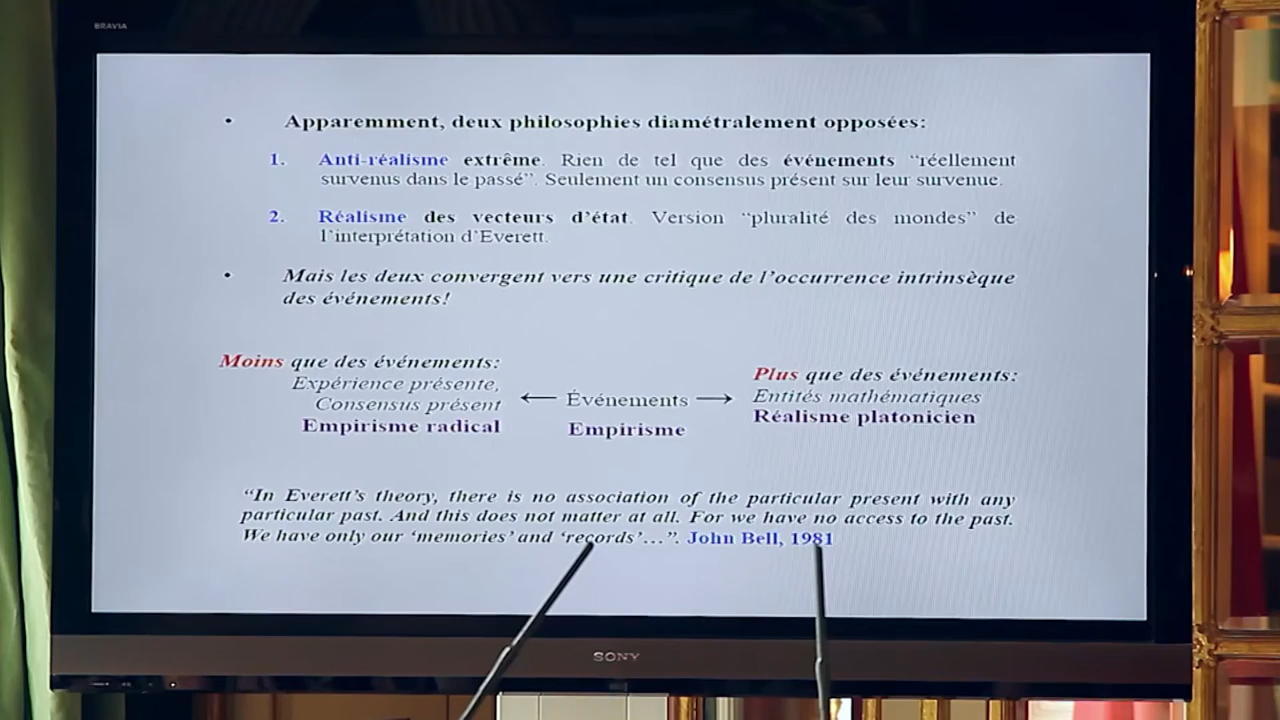 BRAVIA
• Apparemment, deux philosophies diamétralement opposées:
1. Anti-réalisme extrême. Rien de tel que des événements “réellement
survenus dans le passé”. Seulement un consensus présent sur leur survenue.
2. Réalisme des vecteurs d’état. Version “pluralité des mondes” de
l’interprétation d’Everett.
• Mais les deux convergent vers une critique de l’occurrence intrinsèque
des événements!
Moins que des événements:
Expérience présente,
Consensus présent
Empirisme radical
← Événements →
Empirisme
Plus que des événements:
Entités mathématiques
Réalisme platonicien
“In Everett’s theory, there is no association of the particular present with any
particular past. And this does not matter at all. For we have no access to the past.
We have only our ‘memories’ and ‘records’…”. John Bell, 1981
SONY